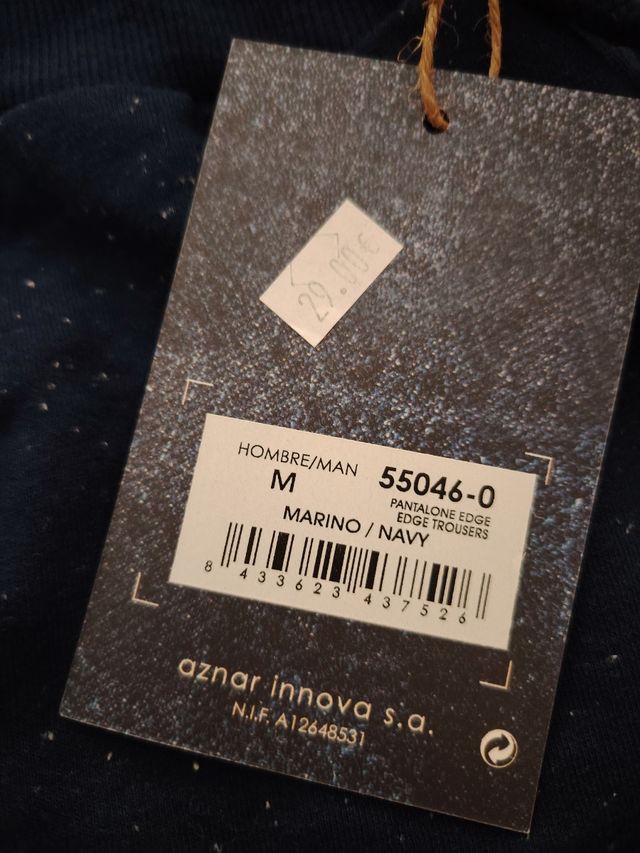 29.00€
HOMBRE/MAN
M
55046-0
PANTALONE EDGE
EDGE TROUSERS
MARINO / NAVY
8 433623 437526
aznar innova s.a.
N.I.F. A12648531